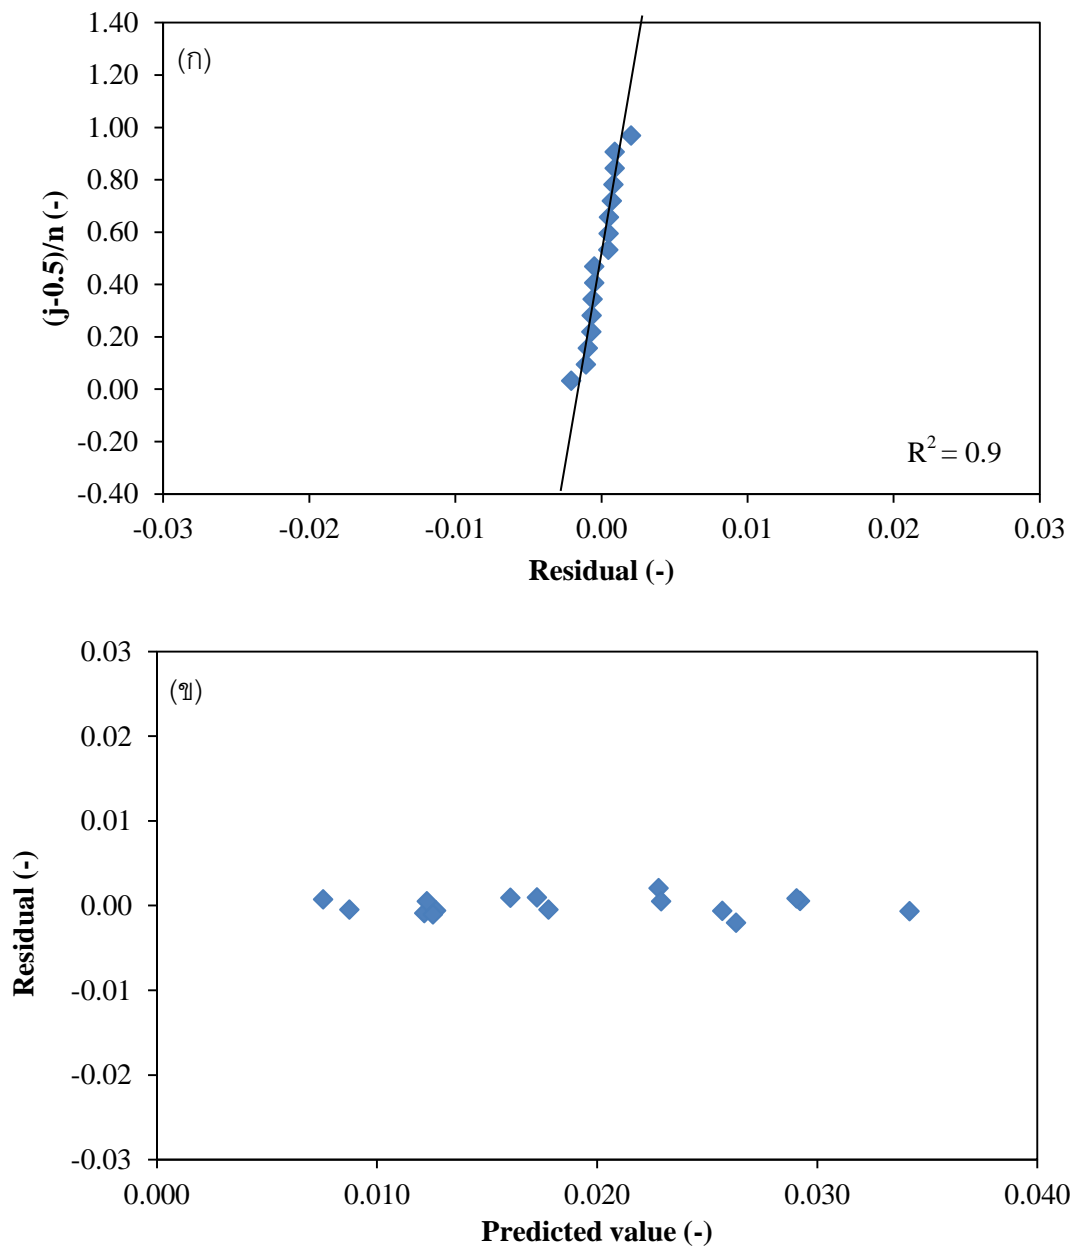 1.40
(ก)
1.20
1.00
0.80
0.60
0.40
0.20
0.00
-0.20
-0.40
(j-0.5)/n (-)
R² = 0.9
-0.03 -0.02 -0.01 0.00 0.01 0.02 0.03
Residual (-)
0.03
(ข)
0.02
0.01
0.00
-0.01
-0.02
-0.03
Residual (-)
0.000 0.010 0.020 0.030 0.040
Predicted value (-)